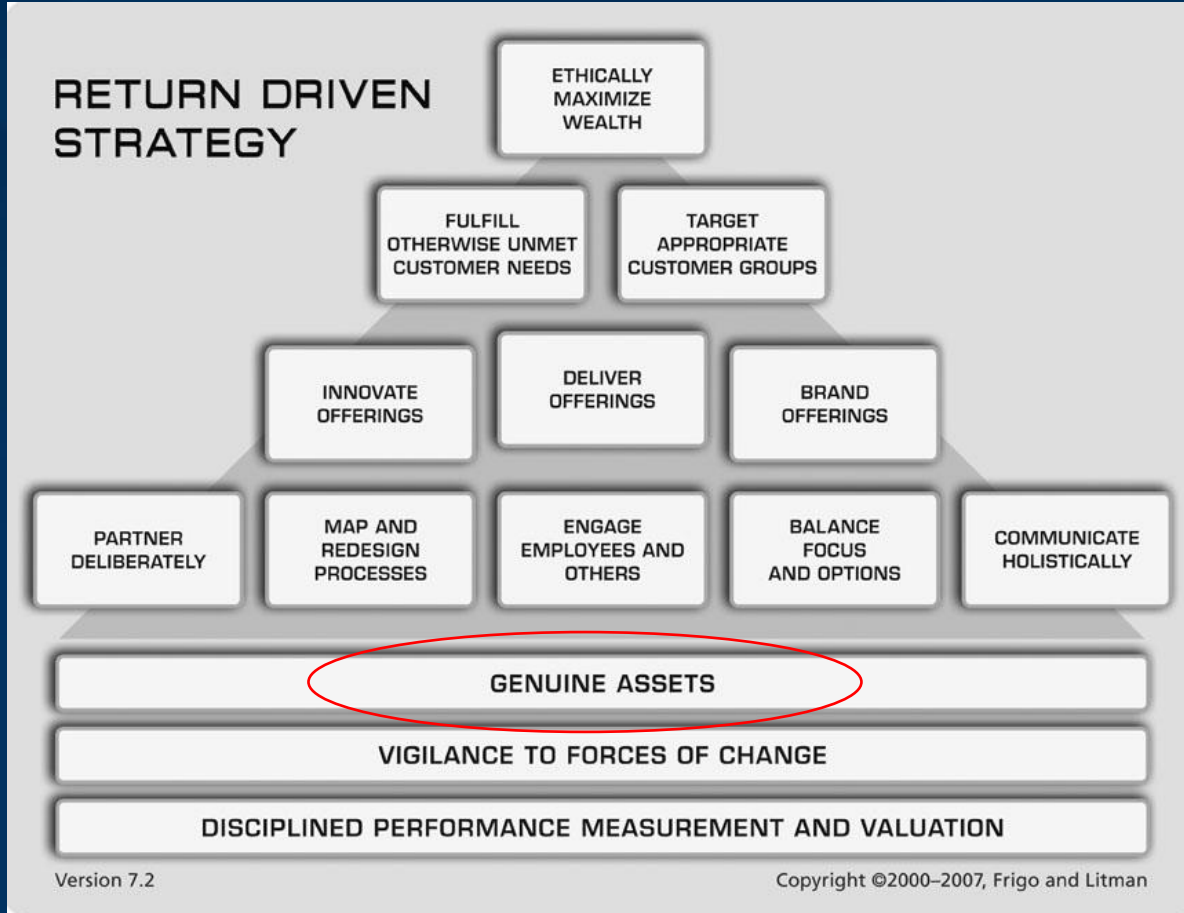 RETURN DRIVEN
STRATEGY
ETHICALLY
MAXIMIZE
WEALTH
FULFILL
OTHERWISE UNMET
CUSTOMER NEEDS
TARGET
APPROPRIATE
CUSTOMER GROUPS
INNOVATE
OFFERINGS
DELIVER
OFFERINGS
BRAND
OFFERINGS
PARTNER
DELIBERATELY
MAP AND
REDESIGN
PROCESSES
ENGAGE
EMPLOYEES AND
OTHERS
BALANCE
FOCUS
AND OPTIONS
COMMUNICATE
HOLISTICALLY
GENUINE ASSETS
VIGILANCE TO FORCES OF CHANGE
DISCIPLINED PERFORMANCE MEASUREMENT AND VALUATION
Version 7.2
Copyright ©2000–2007, Frigo and Litman